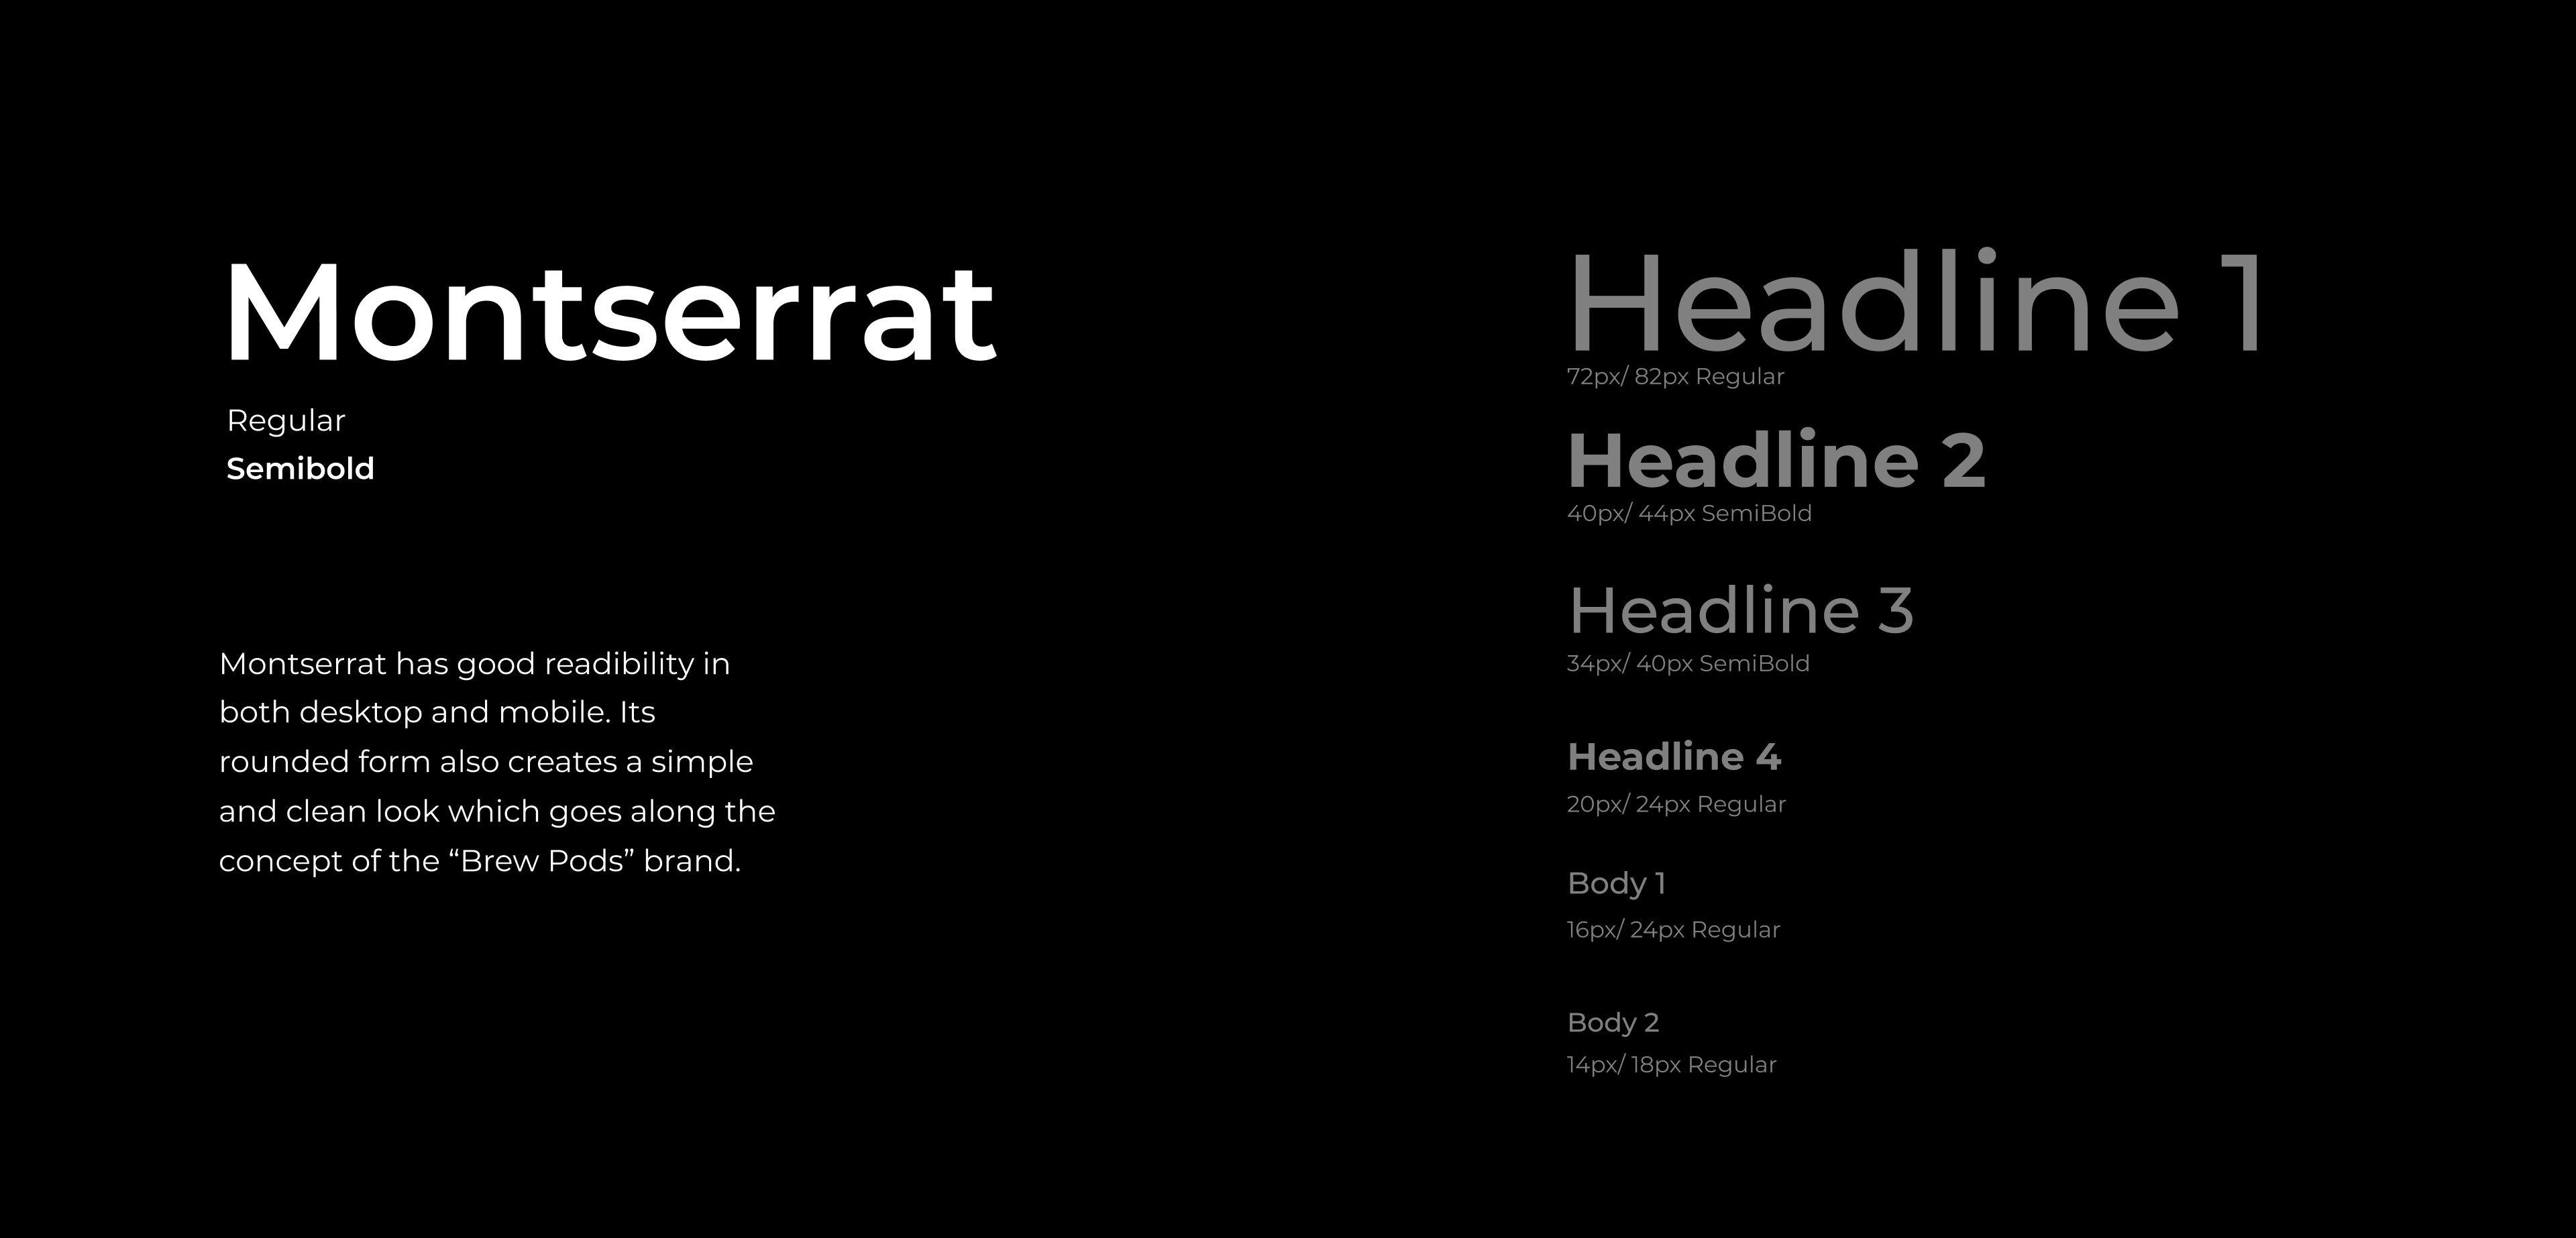 Montserrat
Regular
Semibold
Montserrat has good readibility in
both desktop and mobile. Its
rounded form also creates a simple
and clean look which goes along the
concept of the “Brew Pods” brand.
Headline 1
72px/ 82px Regular
Headline 2
40px/ 44px SemiBold
Headline 3
34px/ 40px SemiBold
Headline 4
20px/ 24px Regular
Body 1
16px/ 24px Regular
Body 2
14px/ 18px Regular